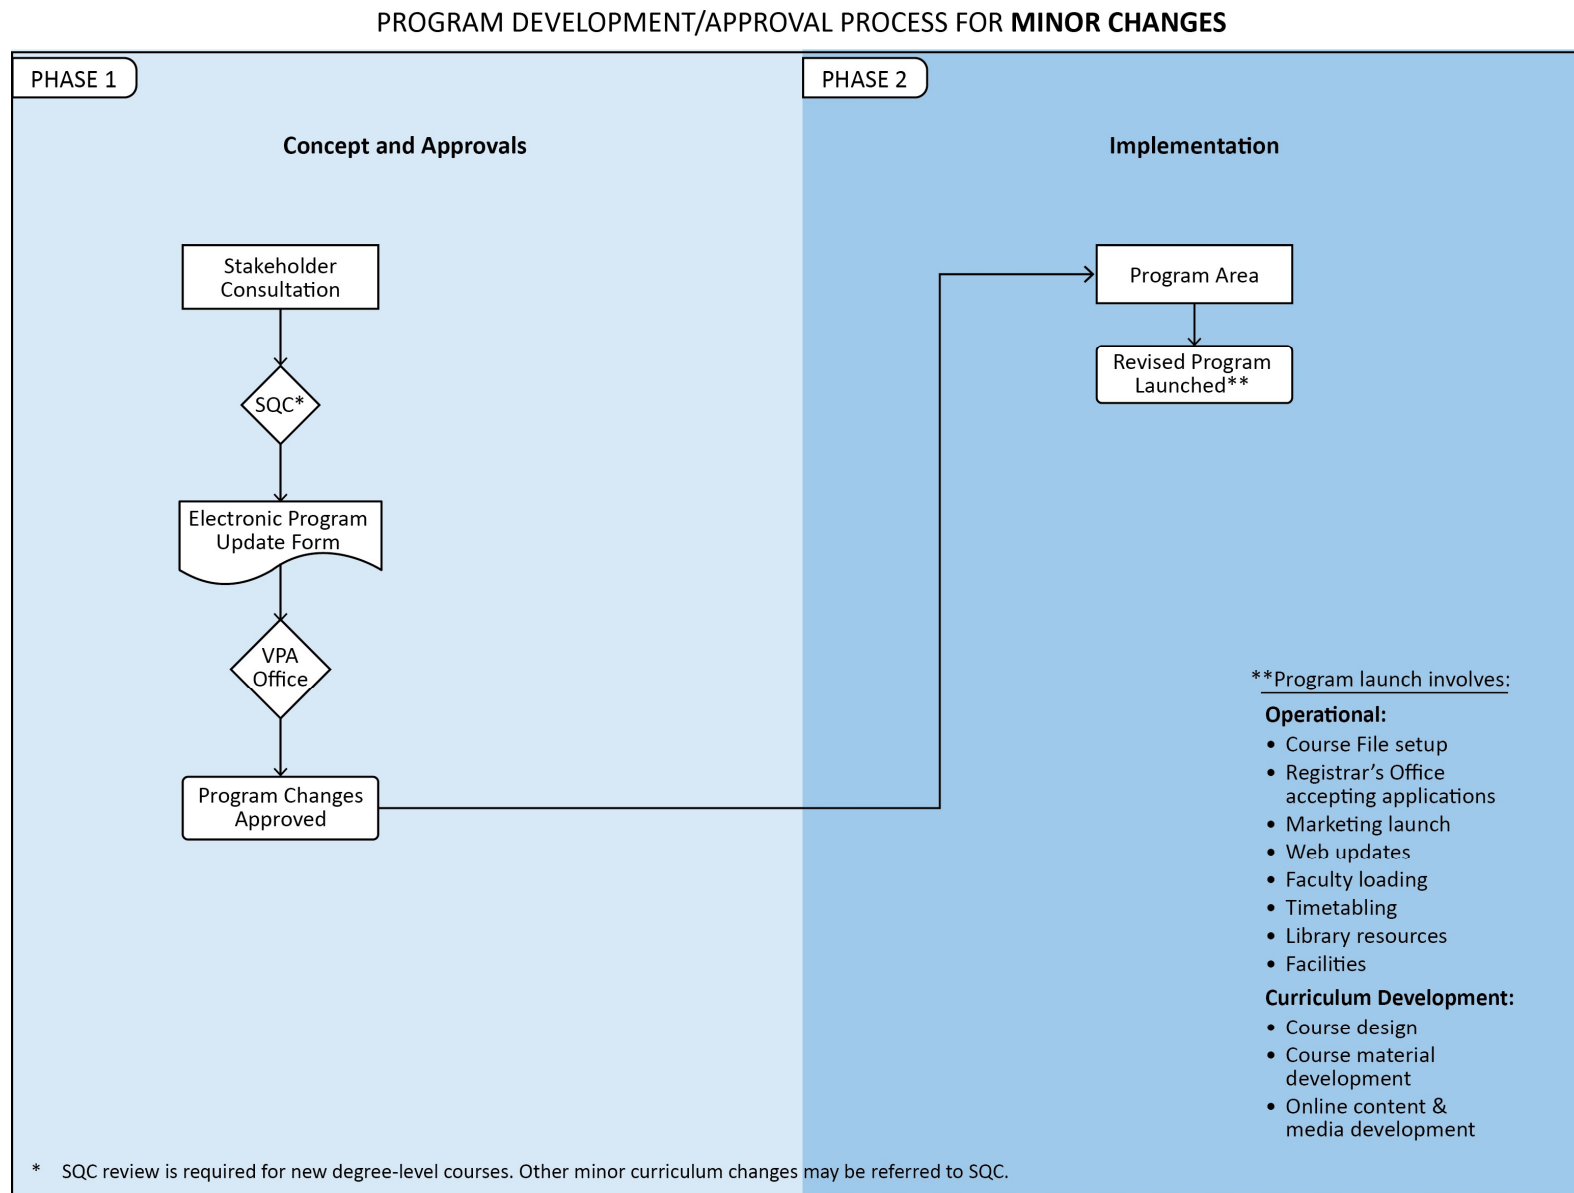 PROGRAM DEVELOPMENT/APPROVAL PROCESS FOR MINOR CHANGES
PHASE 1
Concept and Approvals
Stakeholder
Consultation
SQC*
Electronic Program
Update Form
VPA
Office
Program Changes
Approved
PHASE 2
Implementation
Program Area
Revised Program
Launched**
**Program launch involves:
Operational:
• Course File setup
• Registrar’s Office
accepting applications
• Marketing launch
• Web updates
• Faculty loading
• Timetabling
• Library resources
• Facilities
Curriculum Development:
• Course design
• Course material
development
• Online content &
media development
* SQC review is required for new degree-level courses. Other minor curriculum changes may be referred to SQC.